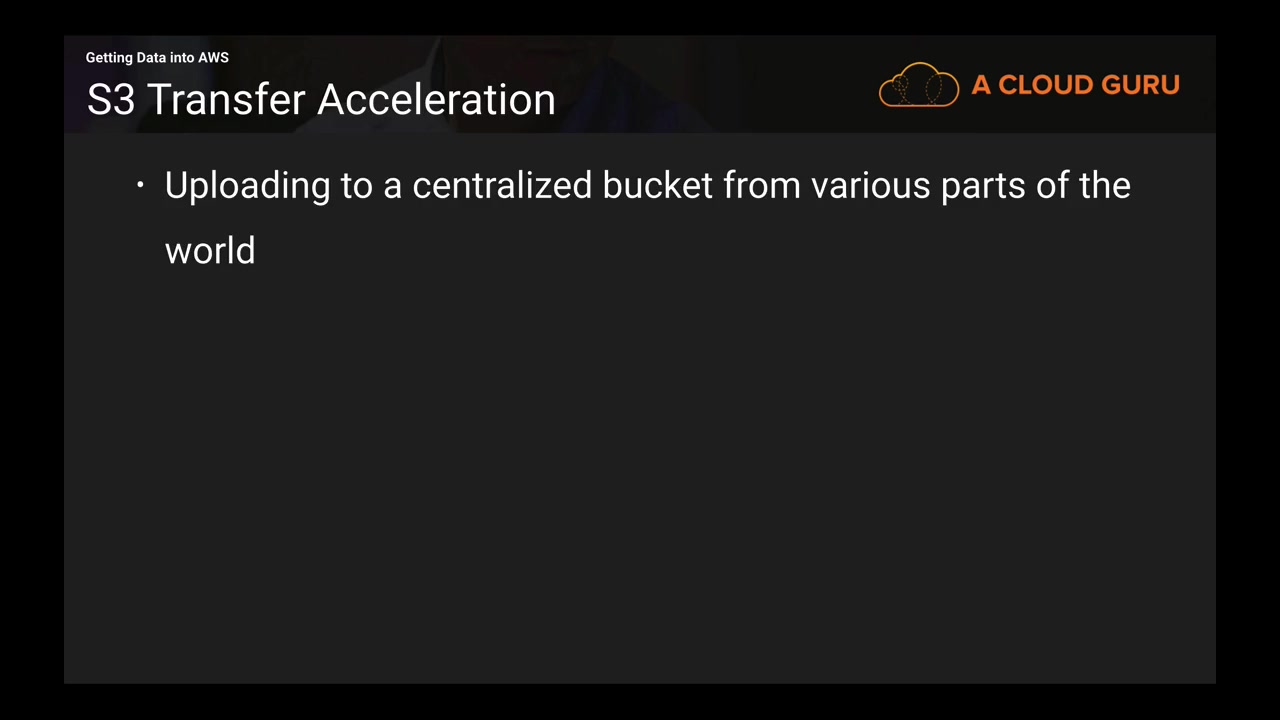 Getting Data into AWS
S3 Transfer Acceleration
A CLOUD GURU
• Uploading to a centralized bucket from various parts of the
world